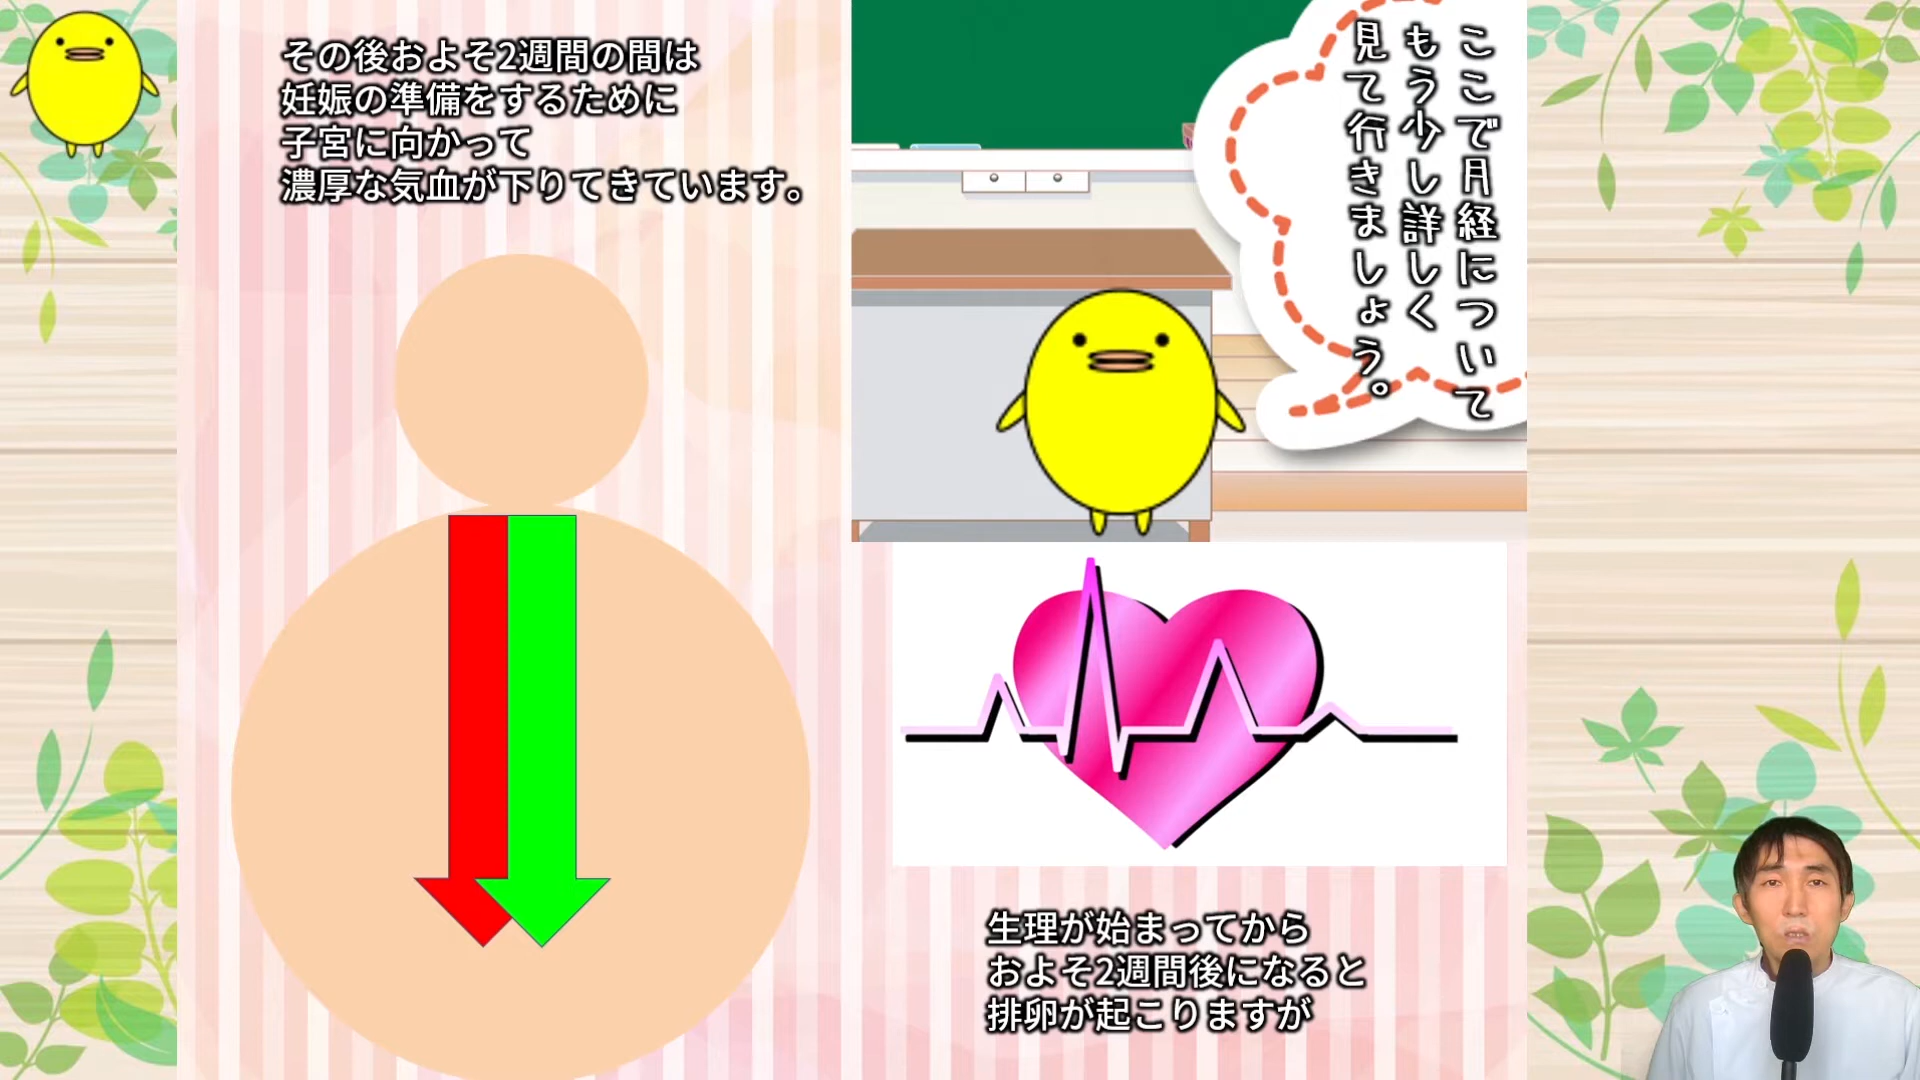 ここで月経について
もう少し詳しく
見て行きましょう。
生理が始まってから
およそ2週間後になると
排卵が起こりますが
その後およそ2週間の間は
妊娠の準備をするために
子宮に向かって
濃厚な気血が下りてきています。